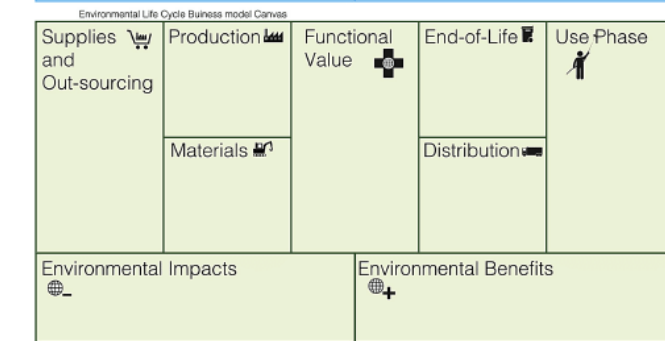 Environmental Life Cycle Buiness model Canvas
Supplies
and
Out-sourcing
Production
Materials
Functional
Value
End-of-Life
Distribution
Use Phase
Environmental Impacts
Environmental Benefits